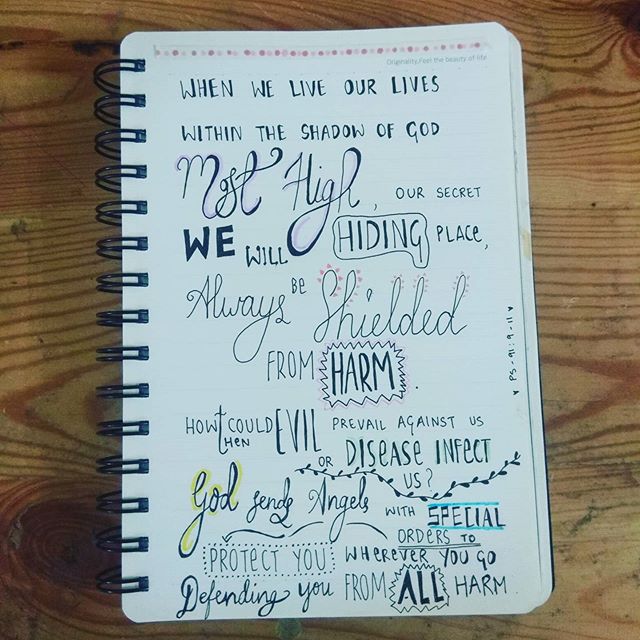 Originality, Feel the beauty of life
WHEN WE LIVE OUR LIVES
WITHIN THE SHADOW OF GOD
Most High, OUR SECRET
HIDING PLACE,
WE WILL
Always BE Shielded
FROM HARM.
HOW tHEN COULD EVIL PREVAIL AGAINST US
OR DISEASE INFECT
US?
God sends Angels WITH SPECIAL
ORDERS TO
PROTECT YOU WHEREVER YOU GO
Defending you FROM ALL HARM.
PS-91:9-11